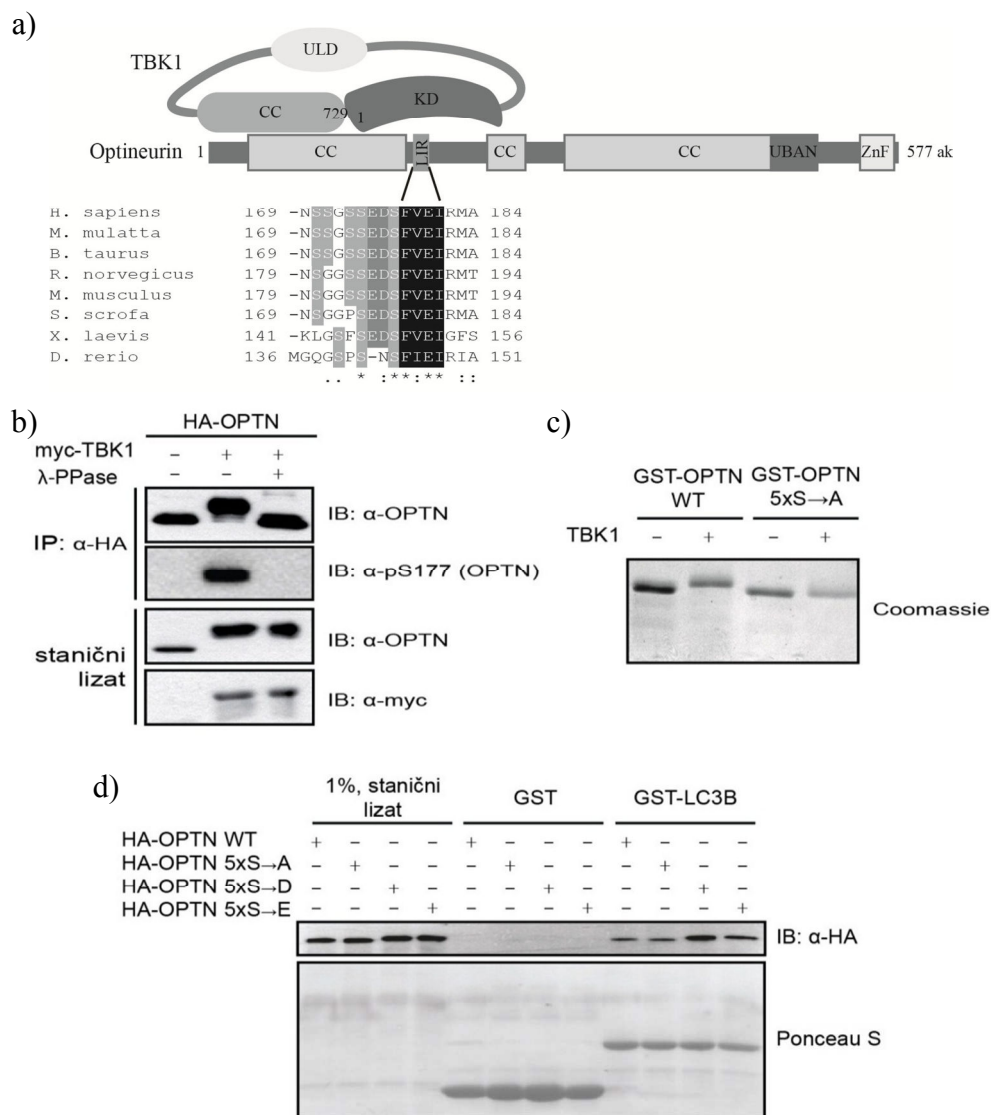 a)
ULD
TBK1
CC 729 1 KD
Optineurin 1 CC LIR CC CC UBAN ZnF 577 ak
H. sapiens 169 -NSSGSSEDSFVEIRMA 184
M. mulatta 169 -NSSGSSEDSFVEIRMA 184
B. taurus 169 -NSSGSSEDSFVEIRMA 184
R. norvegicus 179 -NSGGSSEDSFVEIRMT 194
M. musculus 179 -NSGGSSEDSFVEIRMT 194
S. scrofa 169 -NSGGPSEDSFVEIRMA 184
X. laevis 141 -KLGSFSEDSFVEIGFS 156
D. rerio 136 MGQGSPS-NSFIEIRIA 151
.. * :**:** ::
b)
HA-OPTN
myc-TBK1 – + +
λ-PPase – – +
IP: α-HA
IB: α-OPTN
IB: α-pS177 (OPTN)
stanični lizat
IB: α-OPTN
IB: α-myc
c)
GST-OPTN WT
GST-OPTN 5xS→A
TBK1 – + – +
Coomassie
d)
1%, stanični lizat
GST
GST-LC3B
HA-OPTN WT + – – – + – – – + – – –
HA-OPTN 5xS→A – + – – – + – – – + – –
HA-OPTN 5xS→D – – + – – – + – – – + –
HA-OPTN 5xS→E – – – + – – – + – – – +
IB: α-HA
Ponceau S